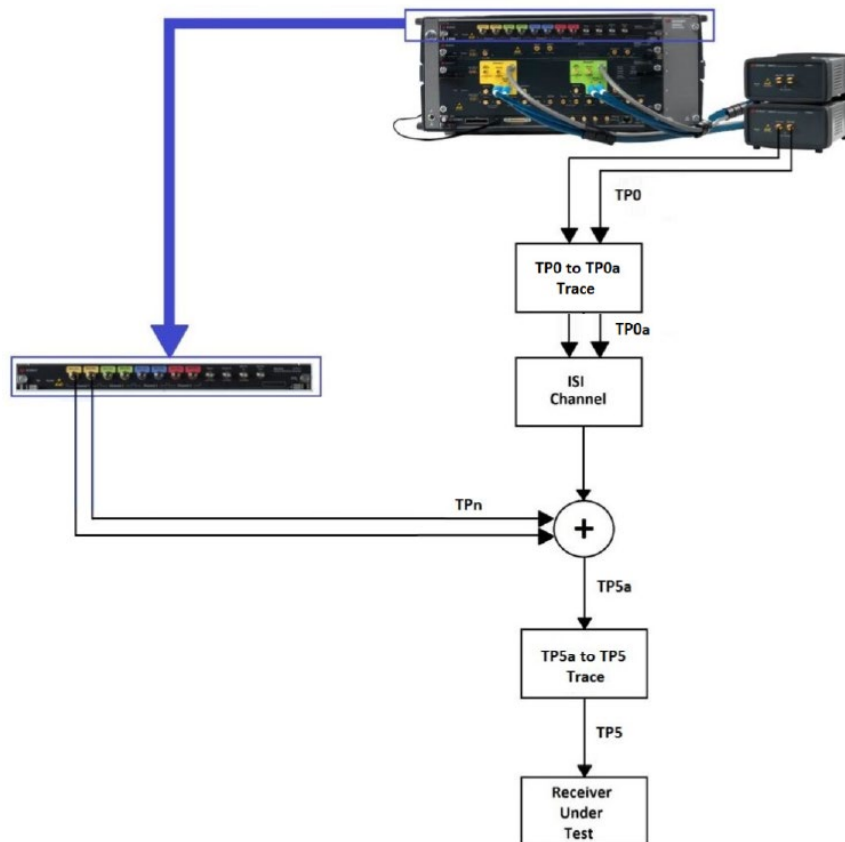 TP0
TP0 to TP0a
Trace
TP0a
ISI
Channel
TPn
+
TP5a
TP5a to TP5
Trace
TP5
Receiver
Under
Test